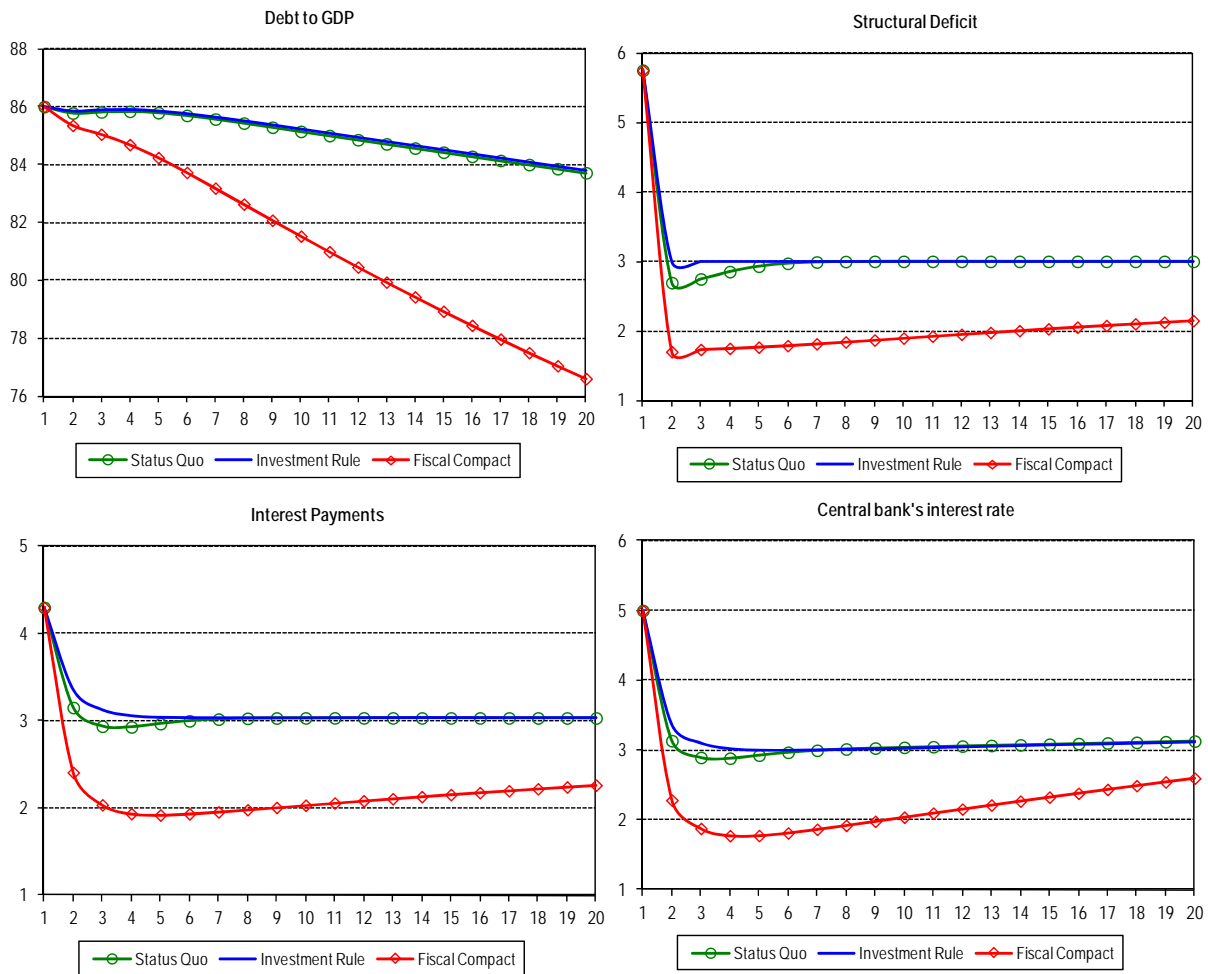 Debt to GDP
88
86
84
82
80
78
76
1 2 3 4 5 6 7 8 9 10 11 12 13 14 15 16 17 18 19 20
Status Quo Investment Rule Fiscal Compact
Structural Deficit
6
5
4
3
2
1
1 2 3 4 5 6 7 8 9 10 11 12 13 14 15 16 17 18 19 20
Status Quo Investment Rule Fiscal Compact
Interest Payments
5
4
3
2
1
1 2 3 4 5 6 7 8 9 10 11 12 13 14 15 16 17 18 19 20
Status Quo Investment Rule Fiscal Compact
Central bank's interest rate
6
5
4
3
2
1
1 2 3 4 5 6 7 8 9 10 11 12 13 14 15 16 17 18 19 20
Status Quo Investment Rule Fiscal Compact